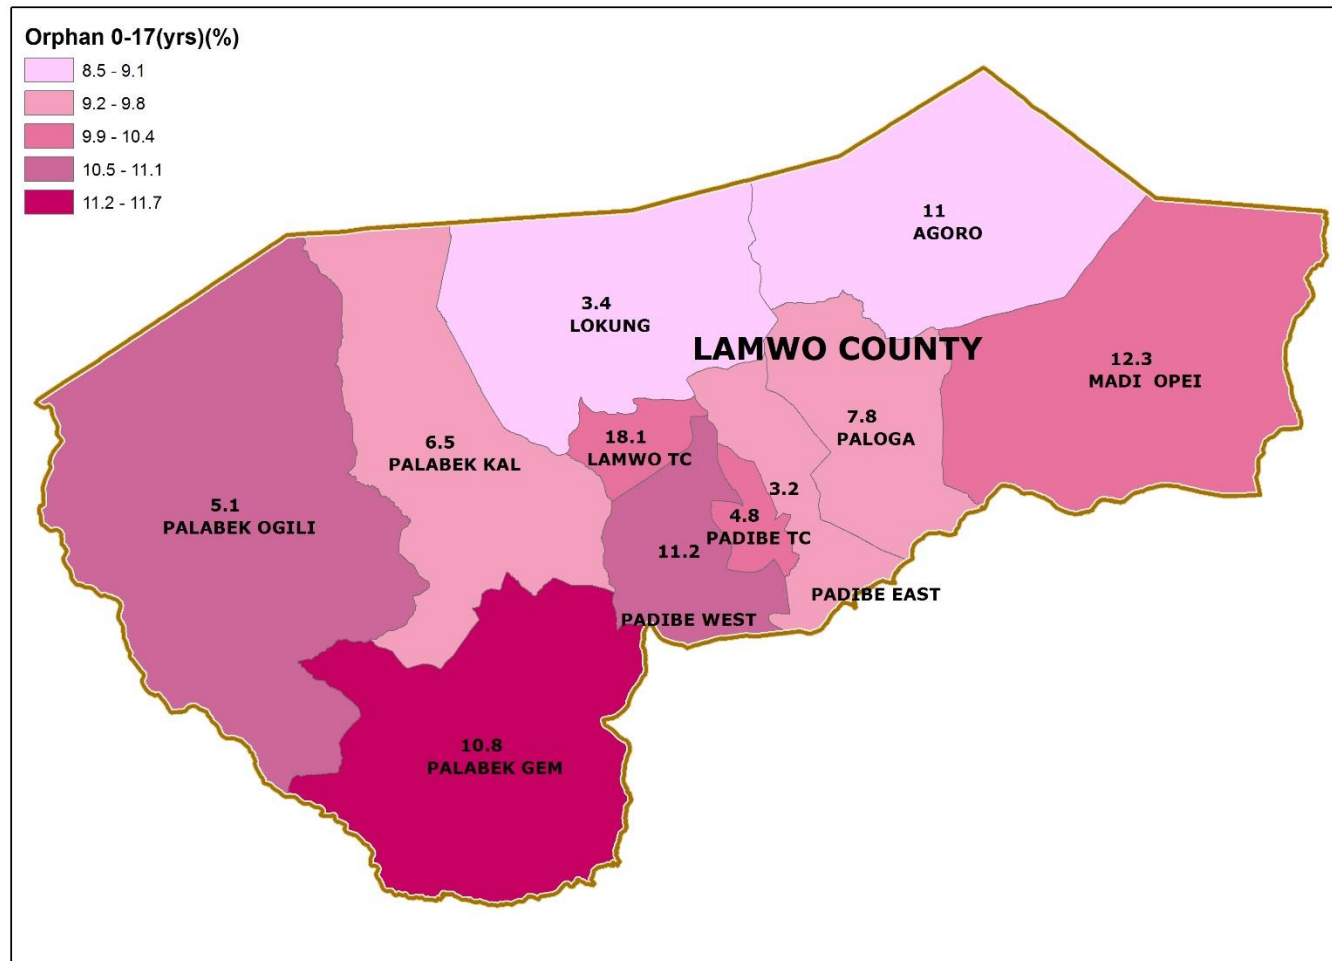 Orphan 0-17(yrs)(%)
8.5 - 9.1
9.2 - 9.8
9.9 - 10.4
10.5 - 11.1
11.2 - 11.7
11
AGORO
3.4
LOKUNG
LAMWO COUNTY
12.3
MADI OPEI
7.8
PALOGA
18.1
LAMWO TC
6.5
PALABEK KAL
3.2
5.1
PALABEK OGILI
4.8
PADIBE TC
11.2
PADIBE EAST
PADIBE WEST
10.8
PALABEK GEM